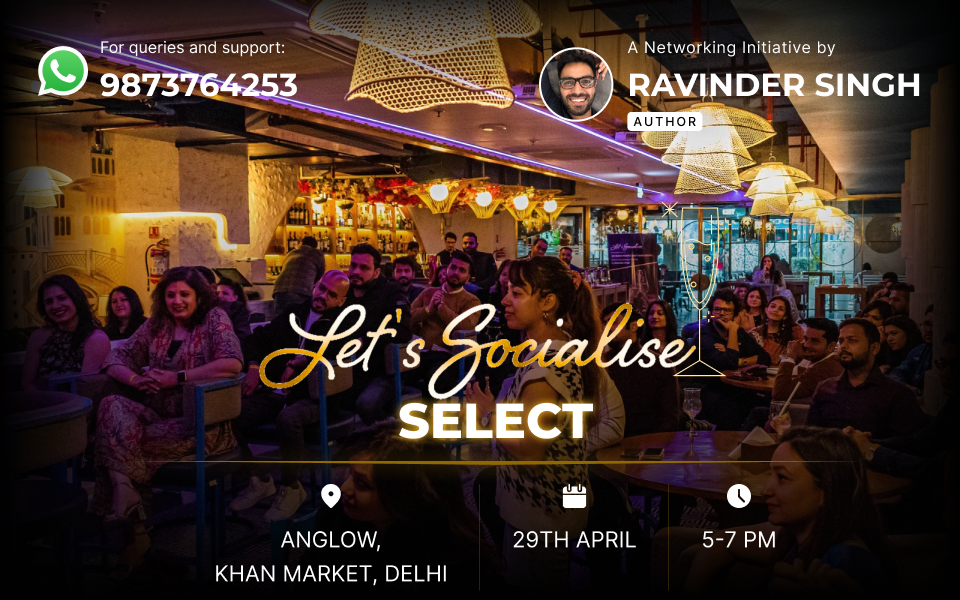 For queries and support:
9873764253
A Networking Initiative by
RAVINDER SINGH
AUTHOR
Let's Socialise
SELECT
ANGLOW,
KHAN MARKET, DELHI
29TH APRIL
5-7 PM